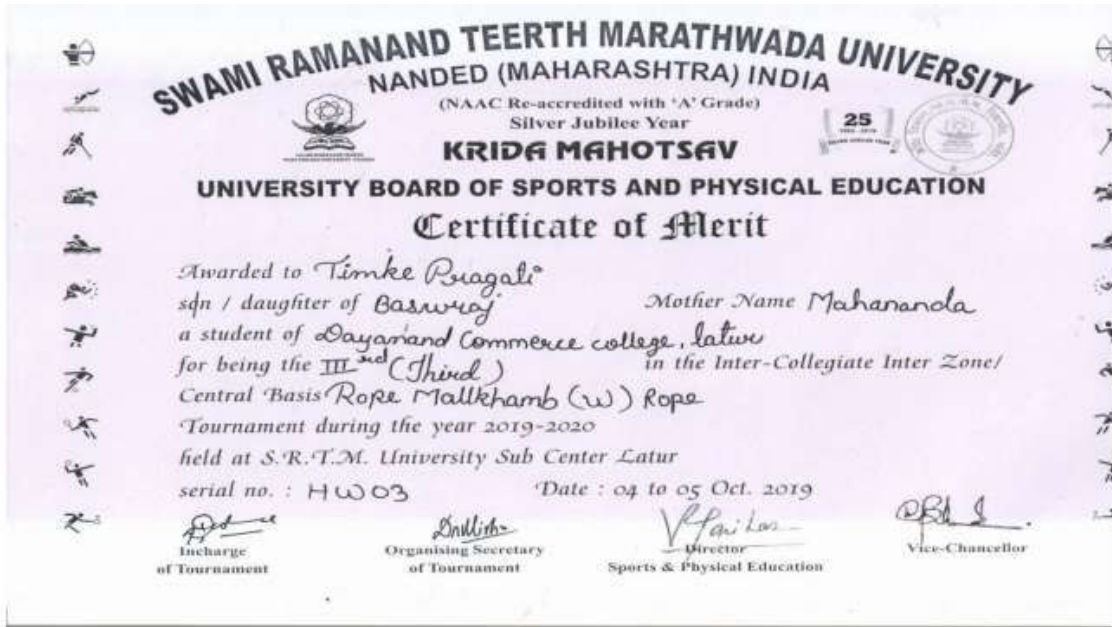 SWAMI RAMANAND TEERTH MARATHWADA UNIVERSITY
NANDED (MAHARASHTRA) INDIA
(NAAC Re-accredited with 'A' Grade)
Silver Jubilee Year
25
KRIDA MAHOTSAV
UNIVERSITY BOARD OF SPORTS AND PHYSICAL EDUCATION
Certificate of Merit
Awarded to Timke Pragati
son / daughter of Baswraj Mother Name Mahananda
a student of Dayanand Commerce college, latur
for being the IIIrd (Third) in the Inter-Collegiate Inter Zone/
Central Basis Rope Mallkhamb (W) Rope
Tournament during the year 2019-2020
held at S.R.T.M. University Sub Center Latur
serial no. : HW03 Date : 04 to 05 Oct. 2019
Incharge Organising Secretary Director Vice-Chancellor
of Tournament of Tournament Sports & Physical Education